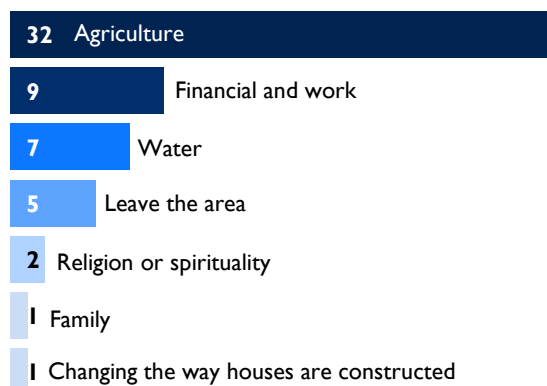 32 Agriculture
9 Financial and work
7 Water
5 Leave the area
2 Religion or spirituality
1 Family
1 Changing the way houses are constructed